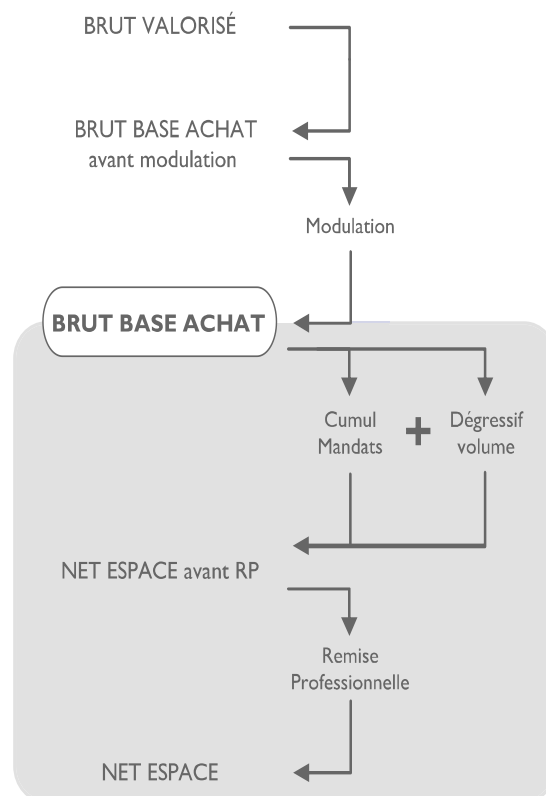 BRUT VALORISÉ
BRUT BASE ACHAT
avant modulation
Modulation
BRUT BASE ACHAT
Cumul
Mandats
+
Dégressif
volume
NET ESPACE avant RP
Remise
Professionnelle
NET ESPACE